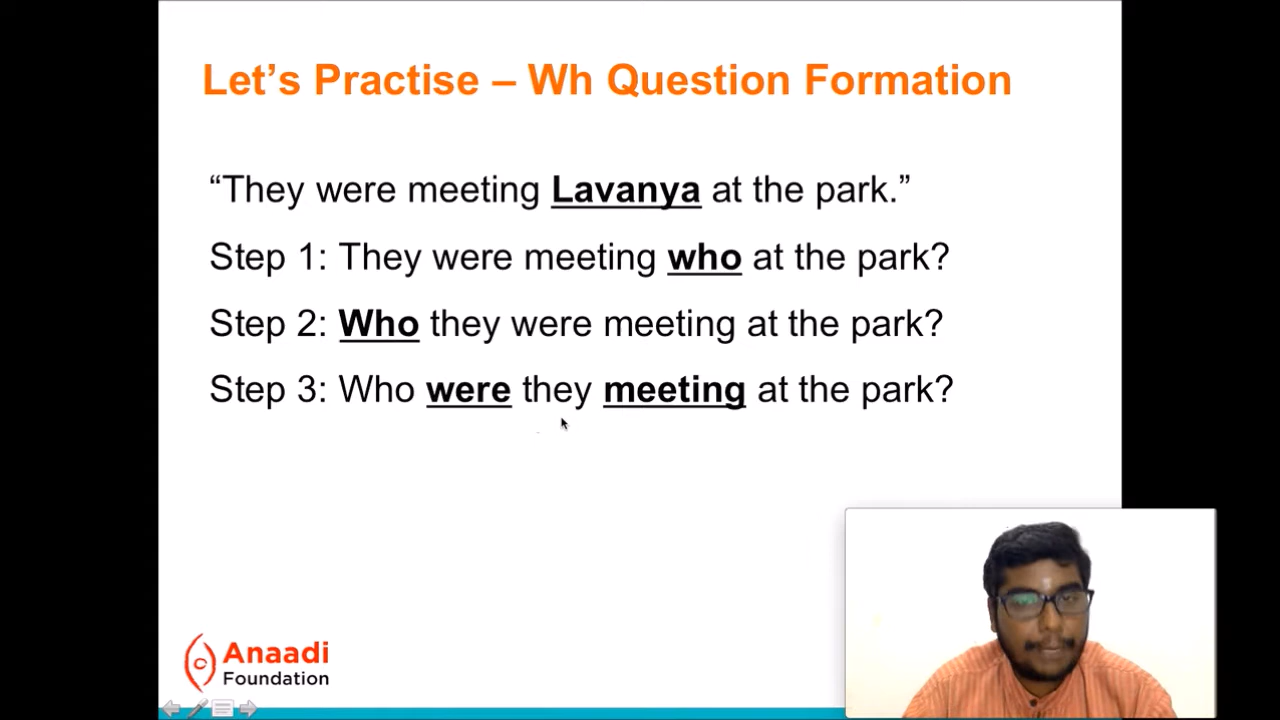 Let’s Practise – Wh Question Formation
“They were meeting Lavanya at the park.”
Step 1: They were meeting who at the park?
Step 2: Who they were meeting at the park?
Step 3: Who were they meeting at the park?
Anaadi
Foundation